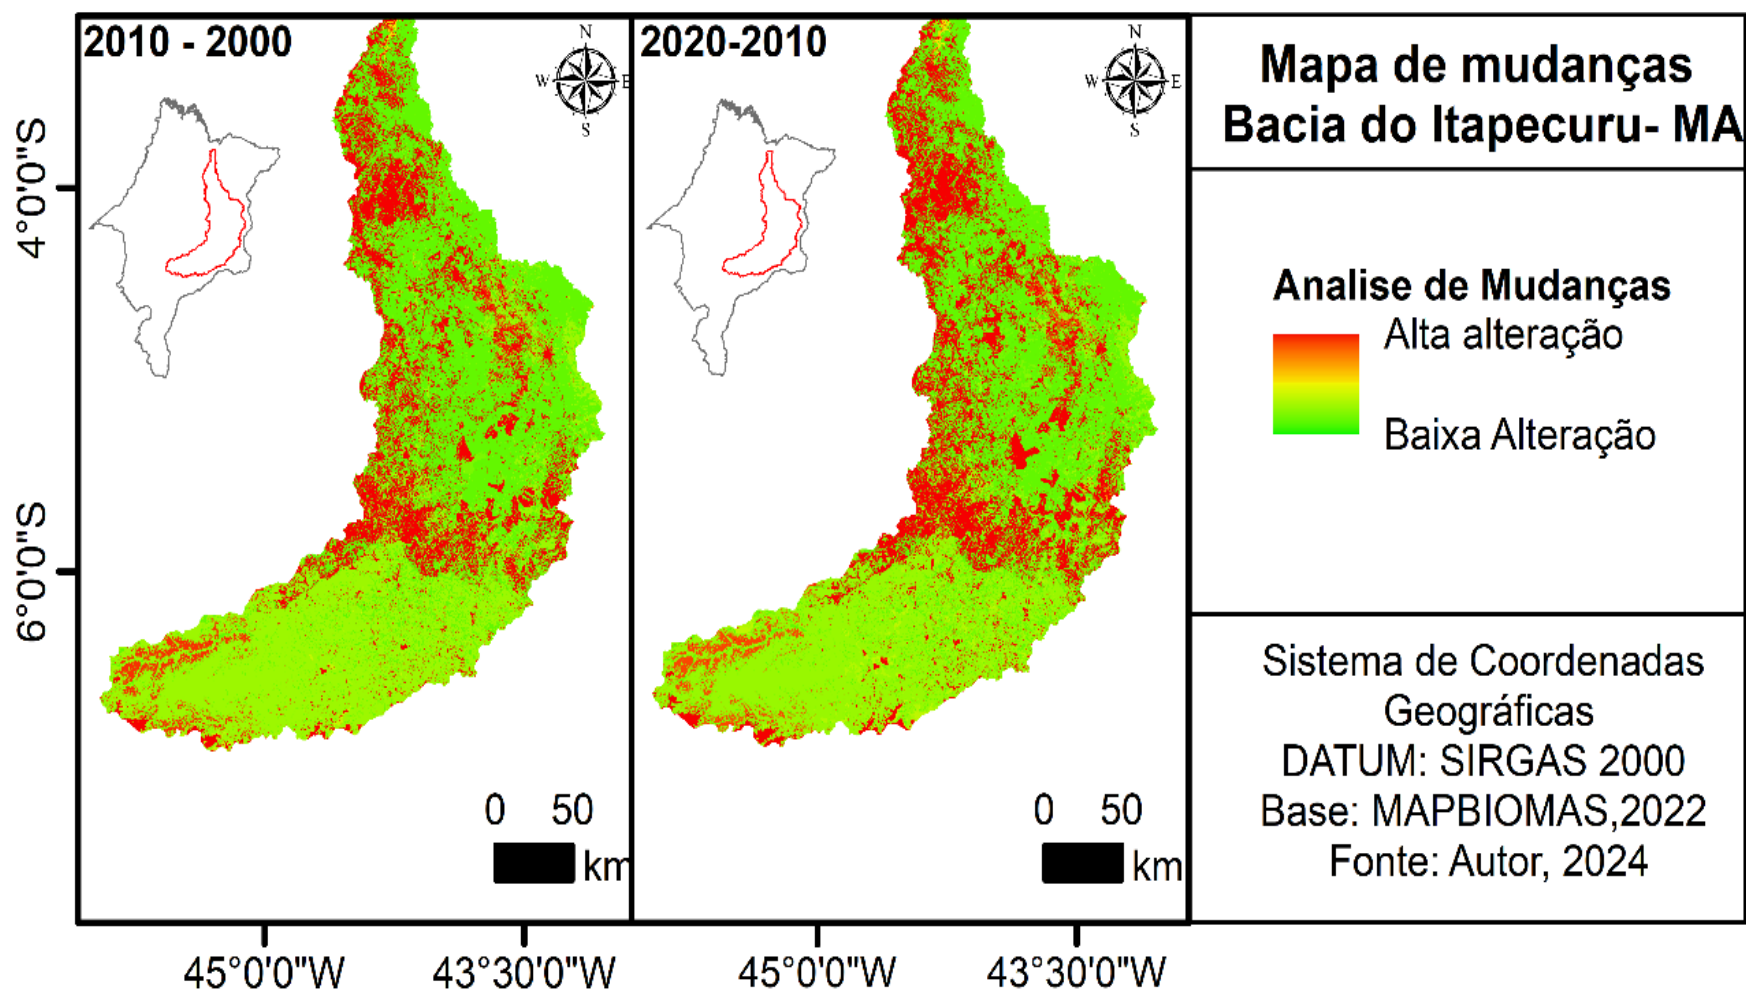 2010 - 2000
N
W
E
S
2020-2010
N
W
E
S
4°0'0"S
6°0'0"S
0 50
km
0 50
km
45°0'0"W
43°30'0"W
45°0'0"W
43°30'0"W
Mapa de mudanças
Bacia do Itapecuru- MA
Analise de Mudanças
Alta alteração
Baixa Alteração
Sistema de Coordenadas
Geográficas
DATUM: SIRGAS 2000
Base: MAPBIOMAS,2022
Fonte: Autor, 2024